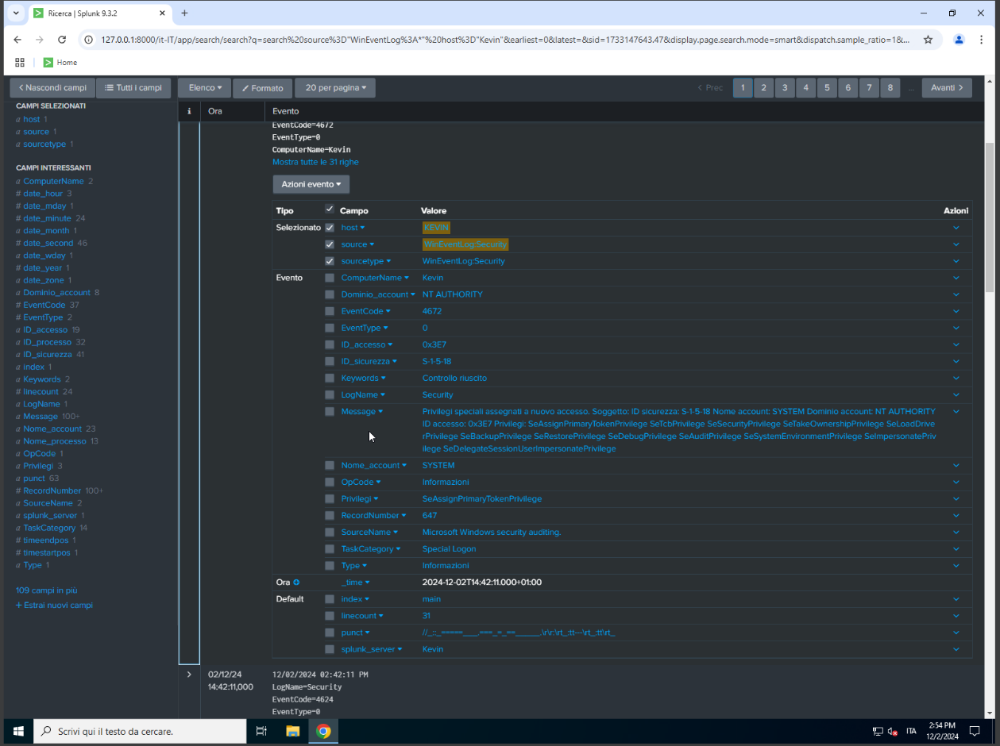 Ricerca | Splunk 9.3.2
127.0.0.1:8000/it-IT/app/search/search?q=search%20source%3D"WinEventLog%3A*"%20host%3D"Kevin"&earliest=0&latest=&sid=1733147643.47&display.page.search.mode=smart&dispatch.sample_ratio=1&...
Home
Nascondi campi
Tutti i campi
Elenco
Formato
20 per pagina
Prec
1 2 3 4 5 6 7 8 ...
Avanti
CAMPI SELEZIONATI
a host 1
a source 1
a sourcetype 1
CAMPI INTERESSANTI
a ComputerName 2
# date_hour 3
# date_mday 1
# date_minute 24
a date_month 1
# date_second 46
a date_wday 1
# date_year 1
a date_zone 1
a Dominio_account 8
# EventCode 37
# EventType 2
a ID_accesso 19
a ID_processo 32
a ID_sicurezza 41
a index 1
a Keywords 2
# linecount 24
a LogName 1
a Message 100+
a Nome_account 23
a Nome_processo 13
a OpCode 1
a Privilegi 3
a punct 63
# RecordNumber 100+
a SourceName 2
a splunk_server 1
a TaskCategory 14
# timeendpos 1
# timestartpos 1
a Type 1
109 campi in più
+ Estrai nuovi campi
i Ora Evento
EventCode=4672
EventType=0
ComputerName=Kevin
Mostra tutte le 31 righe
Azioni evento
Tipo Campo Valore Azioni
Selezionato host KEVIN
source WinEventLog:Security
sourcetype WinEventLog:Security
Evento ComputerName Kevin
Dominio_account NT AUTHORITY
EventCode 4672
EventType 0
ID_accesso 0x3E7
ID_sicurezza S-1-5-18
Keywords Controllo riuscito
LogName Security
Message Privilegi speciali assegnati a nuovo accesso. Soggetto: ID sicurezza: S-1-5-18 Nome account: SYSTEM Dominio account: NT AUTHORITY
ID accesso: 0x3E7 Privilegi: SeAssignPrimaryTokenPrivilege SeTcbPrivilege SeSecurityPrivilege SeTakeOwnershipPrivilege SeLoadDrive
rPrivilege SeBackupPrivilege SeRestorePrivilege SeDebugPrivilege SeAuditPrivilege SeSystemEnvironmentPrivilege SeImpersonatePriv
ilege SeDelegateSessionUserImpersonatePrivilege
Nome_account SYSTEM
OpCode Informazioni
Privilegi SeAssignPrimaryTokenPrivilege
RecordNumber 647
SourceName Microsoft Windows security auditing.
TaskCategory Special Logon
Type Informazioni
Ora _time 2024-12-02T14:42:11.000+01:00
Default index main
linecount 31
punct
splunk_server Kevin
02/12/24 12/02/2024 02:42:11 PM
14:42:11,000 LogName=Security
EventCode=4624
EventType=0
Scrivi qui il testo da cercare.
ITA
2:54 PM
12/2/2024